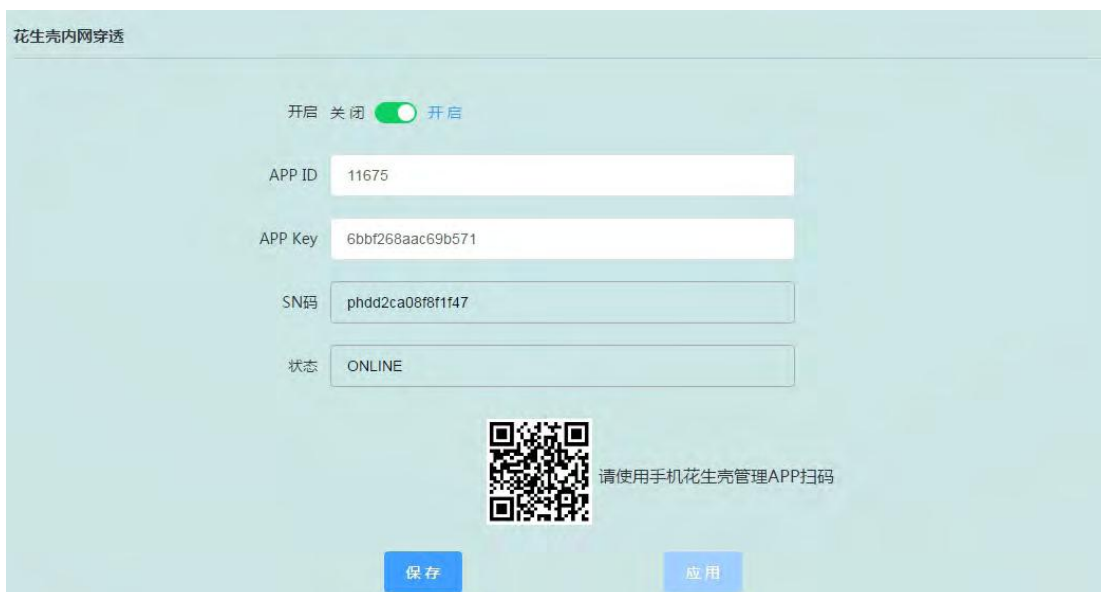 花生壳内网穿透
开启 关闭 开启
APP ID 11675
APP Key 6bbf268aac69b571
SN码 phdd2ca08f8f1f47
状态 ONLINE
请使用手机花生壳管理APP扫码
保存 应用